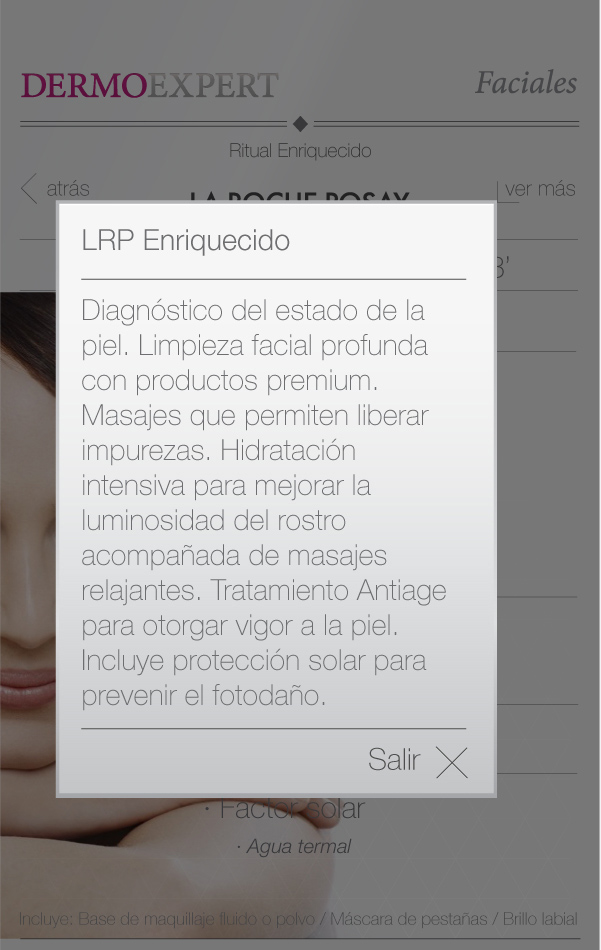 DERMOEXPERT
Faciales
Ritual Enriquecido
atrás
ver más
LA ROCHE POSAY
LRP Enriquecido
Diagnóstico del estado de la
piel. Limpieza facial profunda
con productos premium.
Masajes que permiten liberar
impurezas. Hidratación
intensiva para mejorar la
luminosidad del rostro
acompañada de masajes
relajantes. Tratamiento Antiage
para otorgar vigor a la piel.
Incluye protección solar para
prevenir el fotodaño.
Salir
· Factor solar
· Agua termal
Incluye: Base de maquillaje fluido o polvo / Máscara de pestañas / Brillo labial